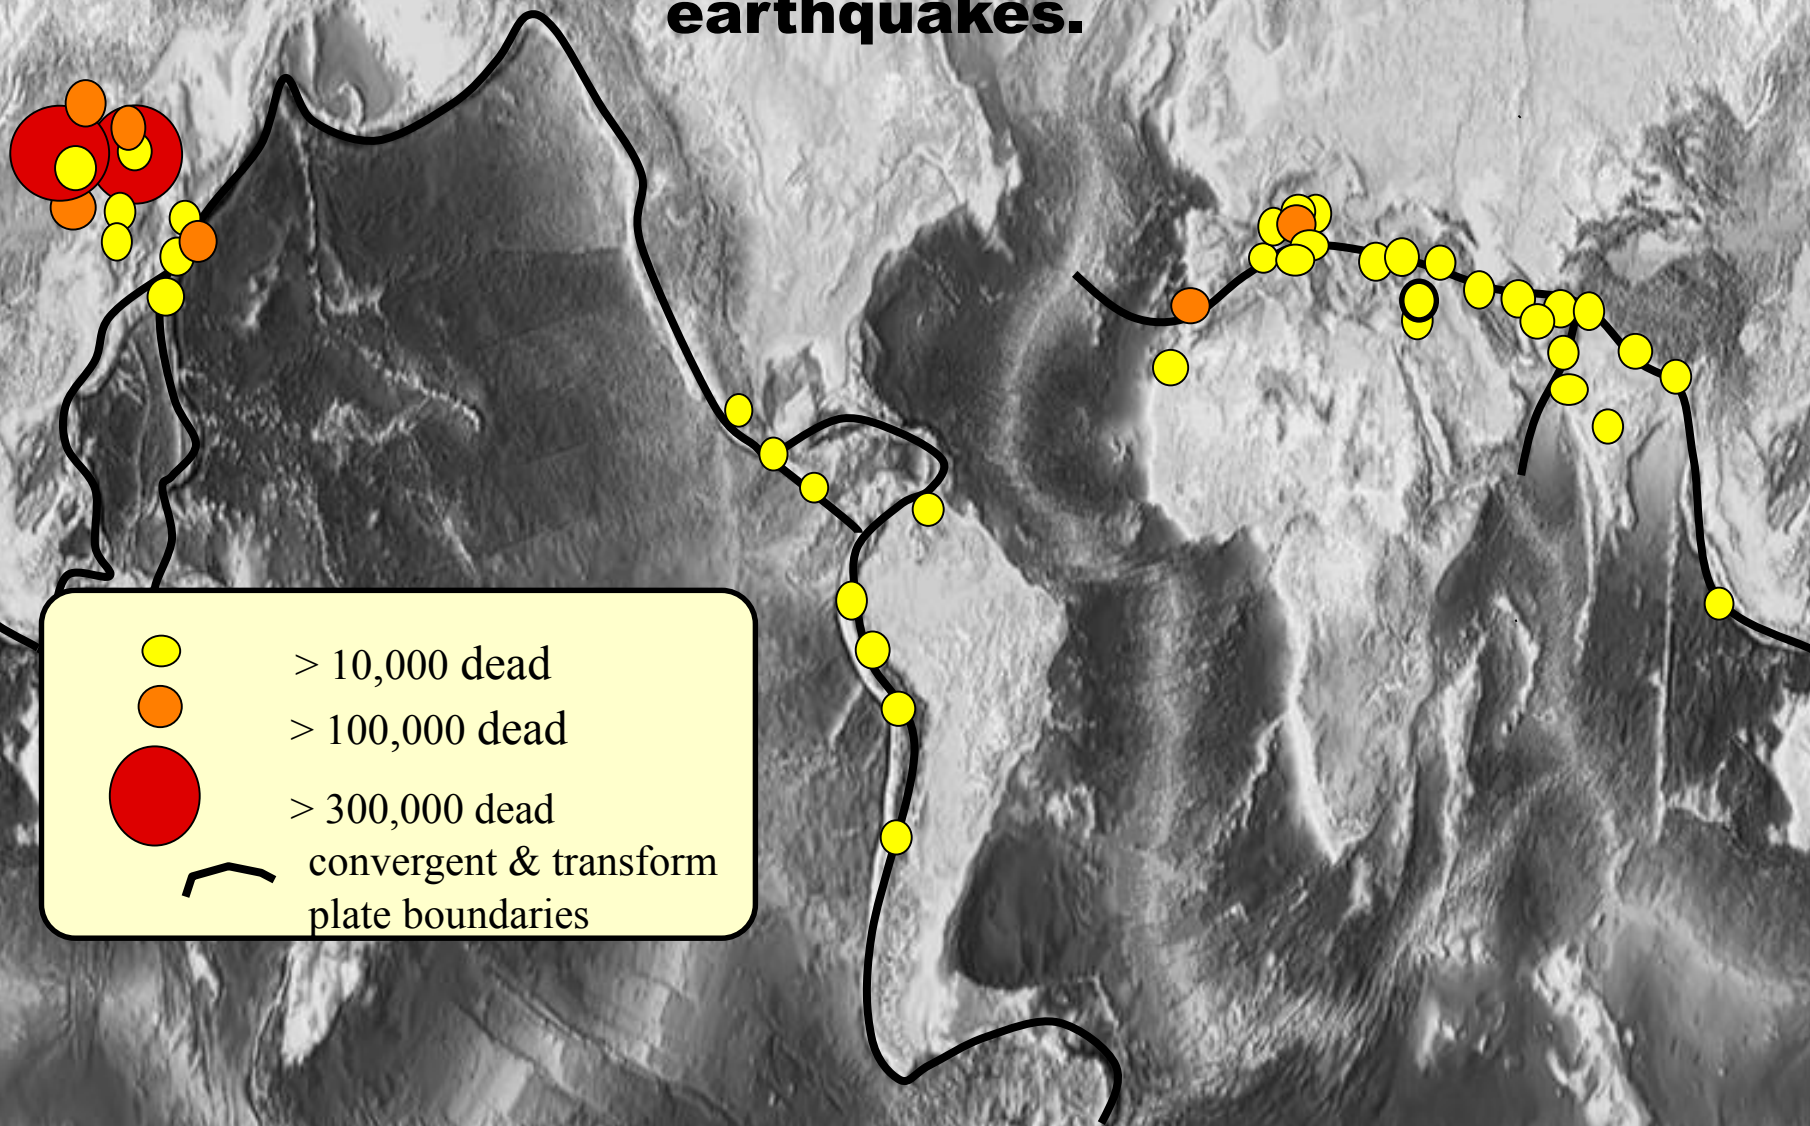 earthquakes.
> 10,000 dead
> 100,000 dead
> 300,000 dead
convergent & transform
plate boundaries